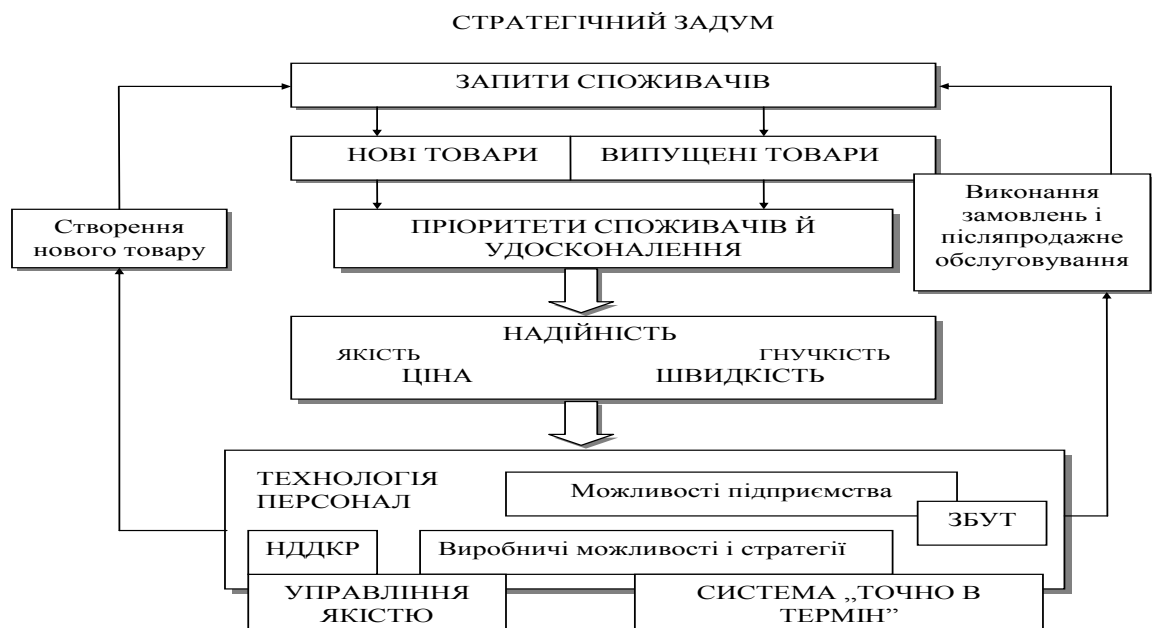 СТРАТЕГІЧНИЙ ЗАДУМ
ЗАПИТИ СПОЖИВАЧІВ
НОВІ ТОВАРИ
ВИПУЩЕНІ ТОВАРИ
Створення
нового товару
ПРІОРИТЕТИ СПОЖИВАЧІВ Й
УДОСКОНАЛЕННЯ
Виконання
замовлень і
післяпродажне
обслуговування
НАДІЙНІСТЬ
ЯКІСТЬ
ГНУЧКІСТЬ
ЦІНА
ШВИДКІСТЬ
ТЕХНОЛОГІЯ
ПЕРСОНАЛ
Можливості підприємства
ЗБУТ
НДДКР
Виробничі можливості і стратегії
УПРАВЛІННЯ
ЯКІСТЮ
СИСТЕМА „ТОЧНО В
ТЕРМІН”